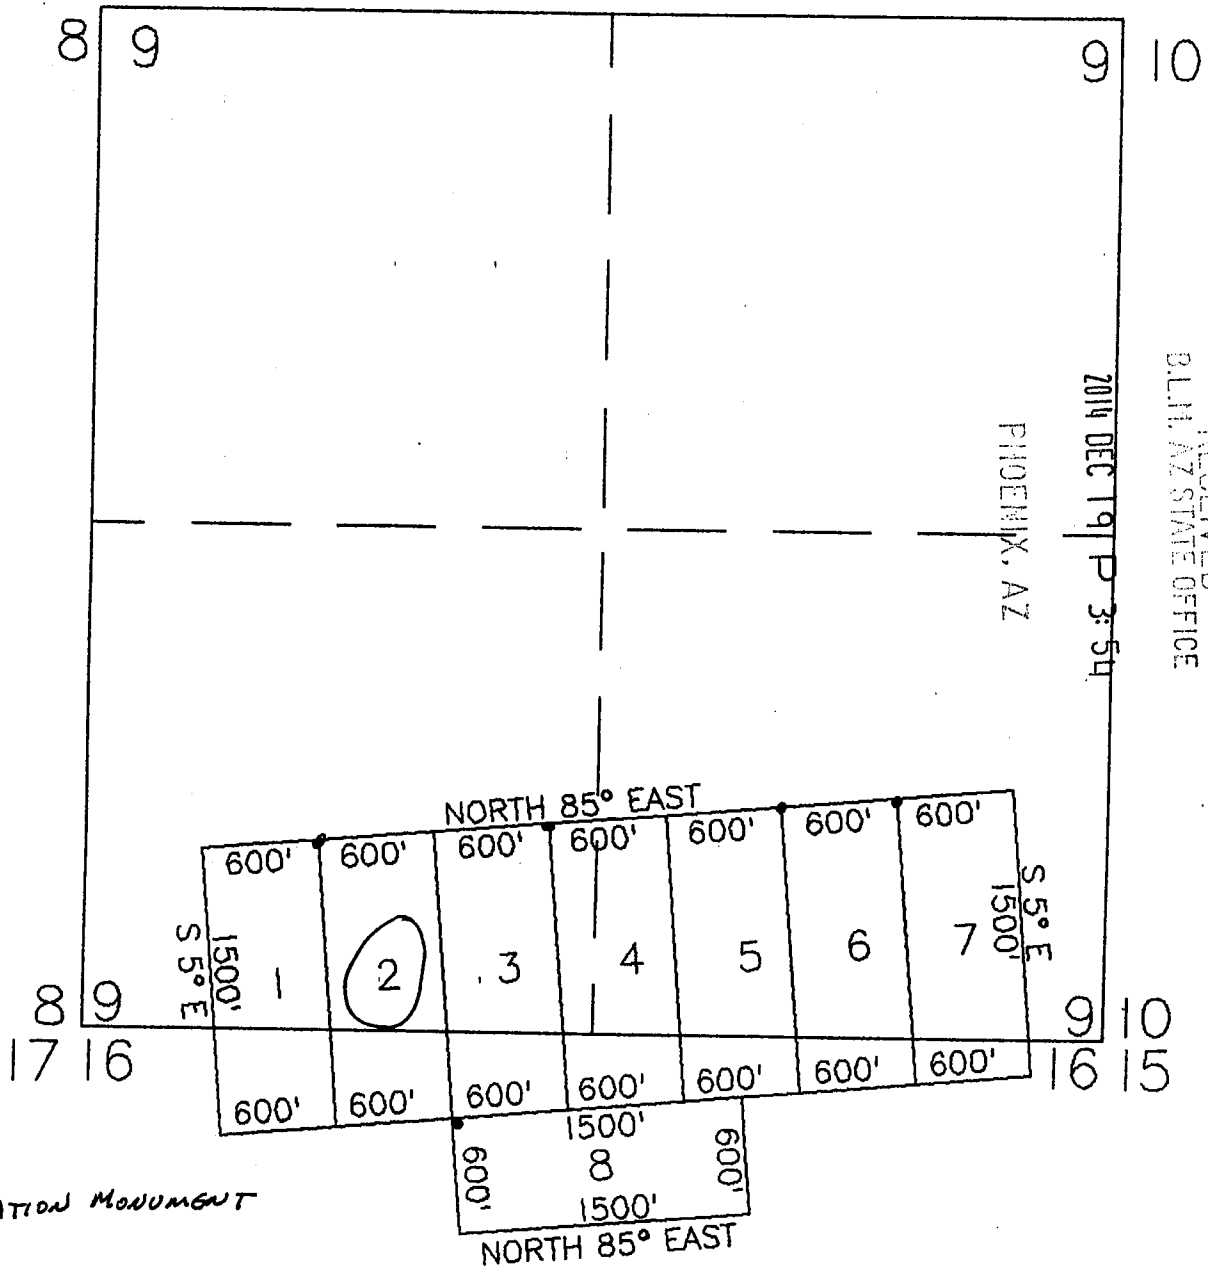 8 9
9 10
B.L.M. AZ STATE OFFICE
2014 DEC 19 P 3:54
PHOENIX, AZ
NORTH 85° EAST
600' 600' 600' 600' 600' 600' 600'
S 5° E
1500'
1 2 3 4 5 6 7
1500'
S 5° E
8 9
9 10
17 16
16 15
600' 600' 600' 600' 600' 600' 600'
1500'
600'
8
600'
1500'
NORTH 85° EAST
MONUMENT